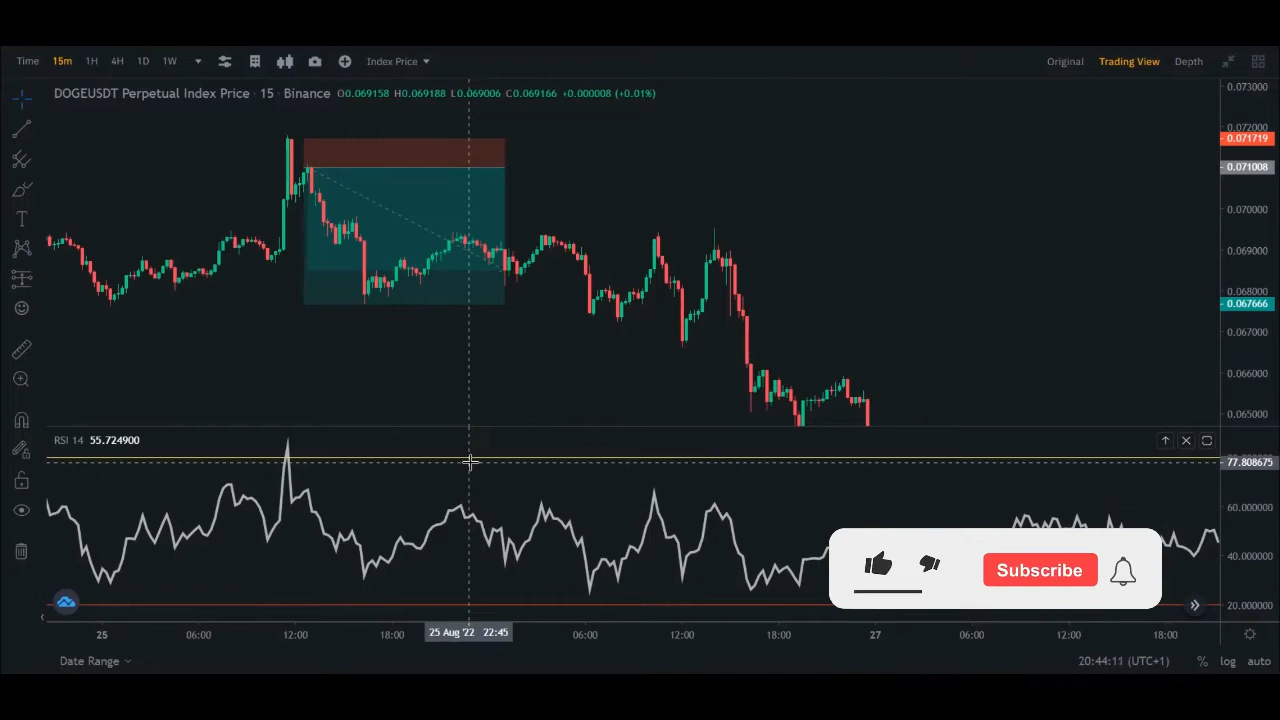 Time 15m 1H 4H 1D 1W Index Price Original Trading View Depth
DOGEUSDT Perpetual Index Price · 15 · Binance O0.069158 H0.069188 L0.069006 C0.069166 +0.000008 (+0.01%)
0.073000
0.072000
0.071719
0.071008
0.070000
0.069000
0.068000
0.067666
0.067000
0.066000
0.065000
RSI 14 55.724900
77.808675
60.000000
40.000000
20.000000
Subscribe
25 06:00 12:00 18:00 25 Aug '22 22:45 06:00 12:00 18:00 27 06:00 12:00 18:00
Date Range 20:44:11 (UTC+1) % log auto